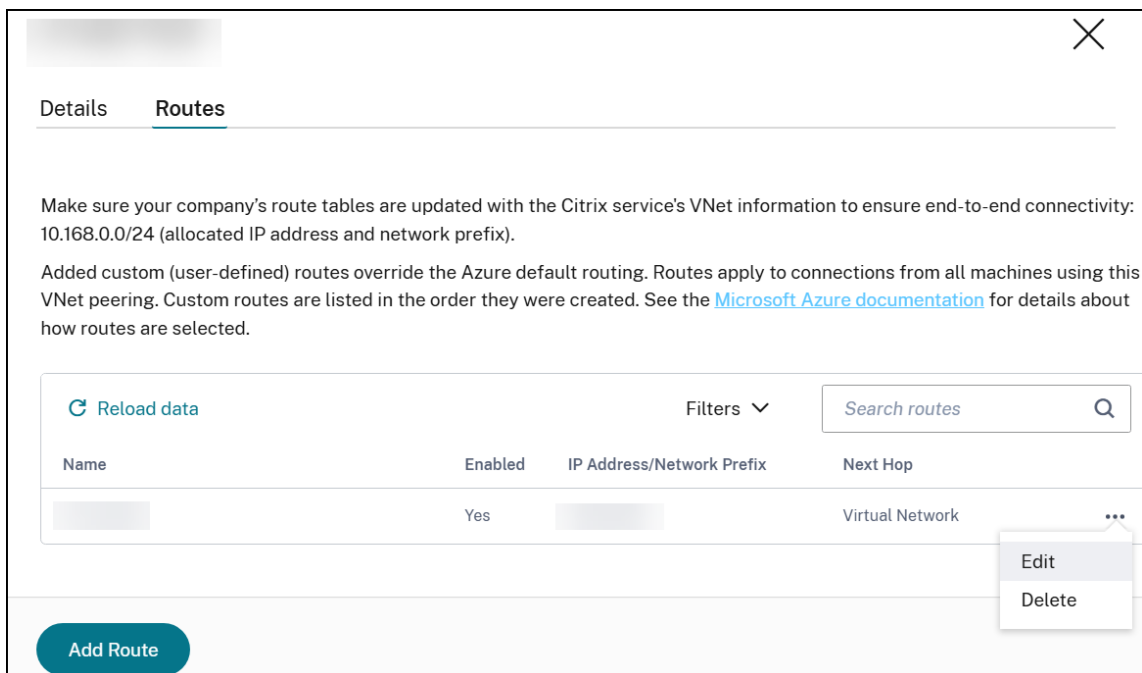 Details Routes
Make sure your company’s route tables are updated with the Citrix service's VNet information to ensure end-to-end connectivity:
10.168.0.0/24 (allocated IP address and network prefix).
Added custom (user-defined) routes override the Azure default routing. Routes apply to connections from all machines using this
VNet peering. Custom routes are listed in the order they were created. See the Microsoft Azure documentation for details about
how routes are selected.
Reload data Filters Search routes
Name Enabled IP Address/Network Prefix Next Hop
Yes Virtual Network
Edit
Delete
Add Route